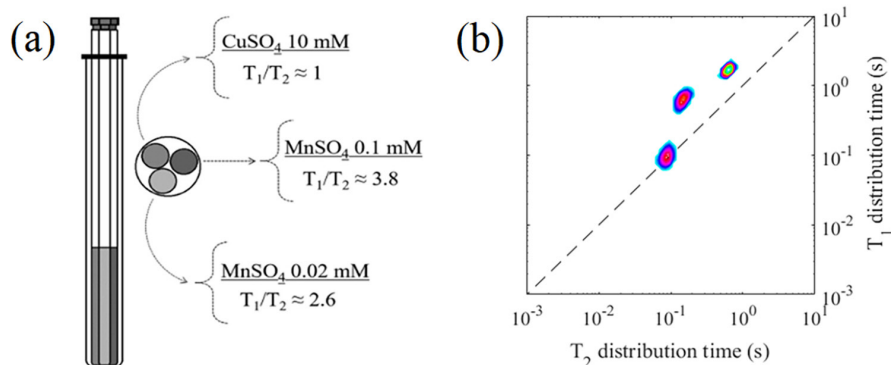 (a)
CuSO4 10 mM
T1/T2 ≈ 1
MnSO4 0.1 mM
T1/T2 ≈ 3.8
MnSO4 0.02 mM
T1/T2 ≈ 2.6
(b)
10^1
10^0
10^-1
10^-2
10^-3
T1 distribution time (s)
10^-3 10^-2 10^-1 10^0 10^1
T2 distribution time (s)